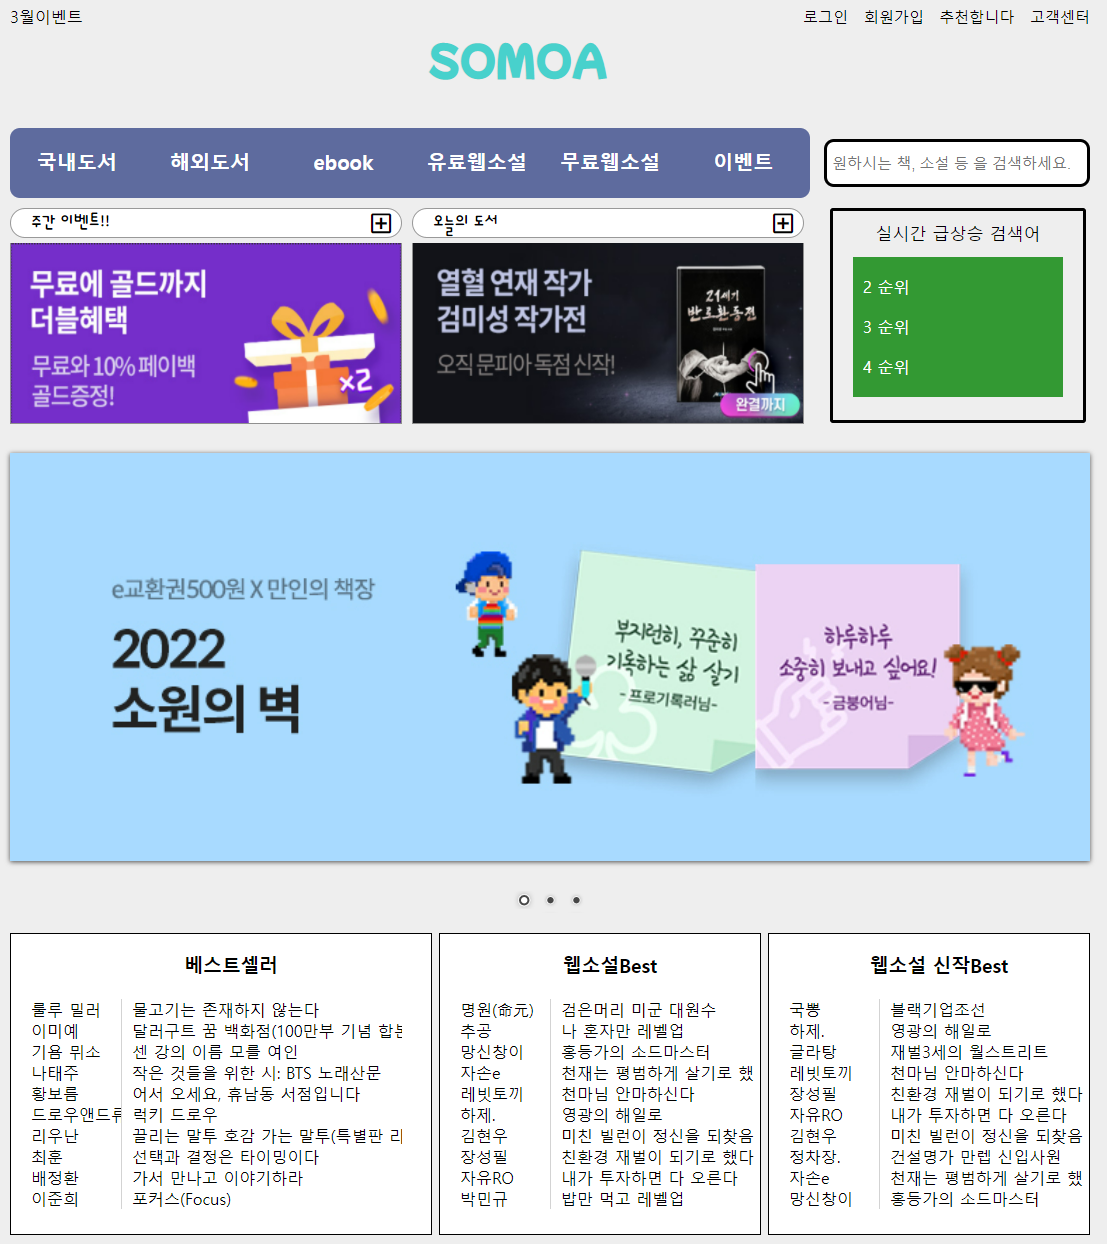 3월이벤트
로그인 회원가입 추천합니다 고객센터
SOMOA
국내도서 해외도서 ebook 유료웹소설 무료웹소설 이벤트
원하시는 책, 소설 등 을 검색하세요.
주간 이벤트!!
오늘의 도서
실시간 급상승 검색어
2 순위
3 순위
4 순위
무료에 골드까지
더블혜택
무료와 10% 페이백
골드증정!
×2
열혈 연재 작가
검미성 작가전
오직 문피아 독점 신작!
21세기
반로환동전
완결까지
e교환권500원 X 만인의 책장
2022
소원의 벽
부지런히, 꾸준히
기록하는 삶 살기
- 프로기록러님-
하루하루
소중히 보내고 싶어요!
- 금붕어님-
베스트셀러
룰루 밀러 물고기는 존재하지 않는다
이미예 달러구트 꿈 백화점(100만부 기념 합본
기욤 뮈소 센 강의 이름 모를 여인
나태주 작은 것들을 위한 시: BTS 노래산문
황보름 어서 오세요, 휴남동 서점입니다
드로우앤드류 럭키 드로우
리우난 끌리는 말투 호감 가는 말투(특별판 리
최훈 선택과 결정은 타이밍이다
배정환 가서 만나고 이야기하라
이준희 포커스(Focus)
웹소설Best
명원(命元) 검은머리 미군 대원수
추공 나 혼자만 레벨업
망신창이 홍등가의 소드마스터
자손e 천재는 평범하게 살기로 했
레빗토끼 천마님 안마하신다
하제. 영광의 해일로
김현우 미친 빌런이 정신을 되찾음
장성필 친환경 재벌이 되기로 했다
자유RO 내가 투자하면 다 오른다
박민규 밥만 먹고 레벨업
웹소설 신작Best
국뽕 블랙기업조선
하제. 영광의 해일로
글라탕 재벌3세의 월스트리트
레빗토끼 천마님 안마하신다
장성필 친환경 재벌이 되기로 했다
자유RO 내가 투자하면 다 오른다
김현우 미친 빌런이 정신을 되찾음
정차장. 건설명가 만렙 신입사원
자손e 천재는 평범하게 살기로 했
망신창이 홍등가의 소드마스터